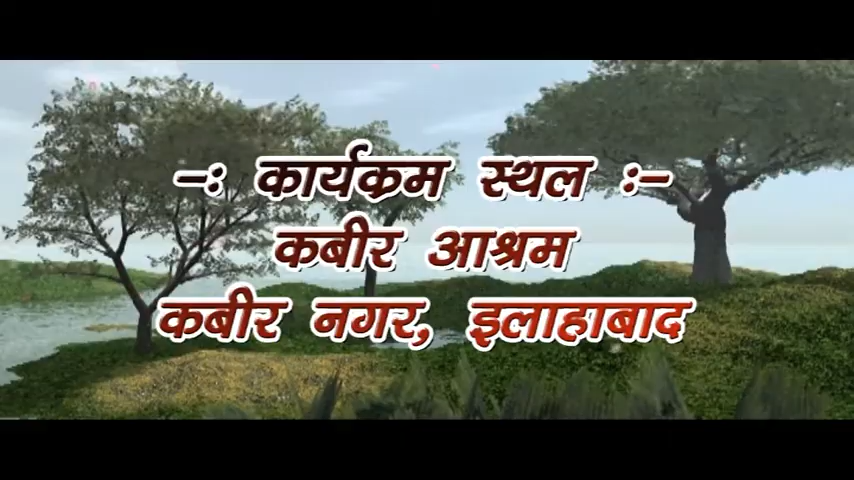 -: कार्यक्रम स्थल :-
कबीर आश्रम
कबीर नगर, इलाहाबाद